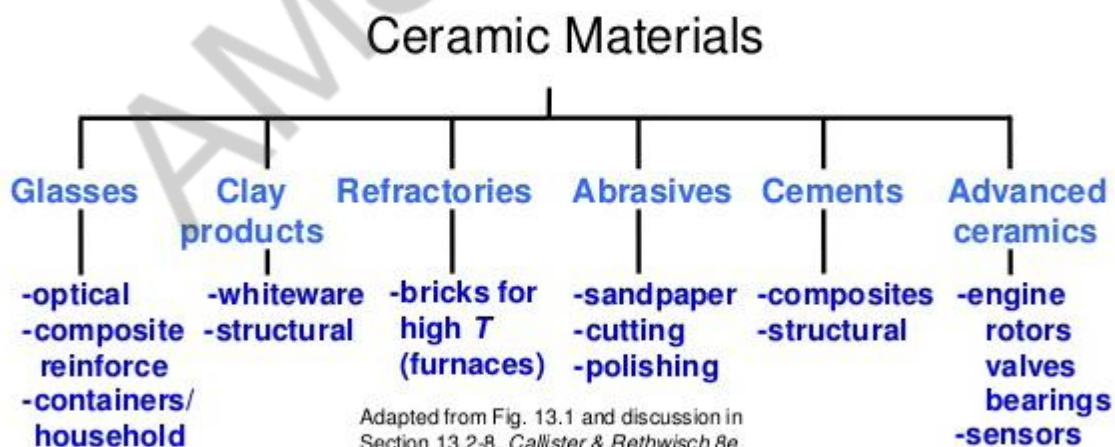 Ceramic Materials
Glasses
-optical
-composite
reinforce
-containers/
household
Clay
products
-whiteware
-structural
Refractories
-bricks for
high T
(furnaces)
Abrasives
-sandpaper
-cutting
-polishing
Cements
-composites
-structural
Advanced
ceramics
-engine
rotors
valves
bearings
-sensors
Adapted from Fig. 13.1 and discussion in
Section 13.2-8, Callister & Rethwisch 8e